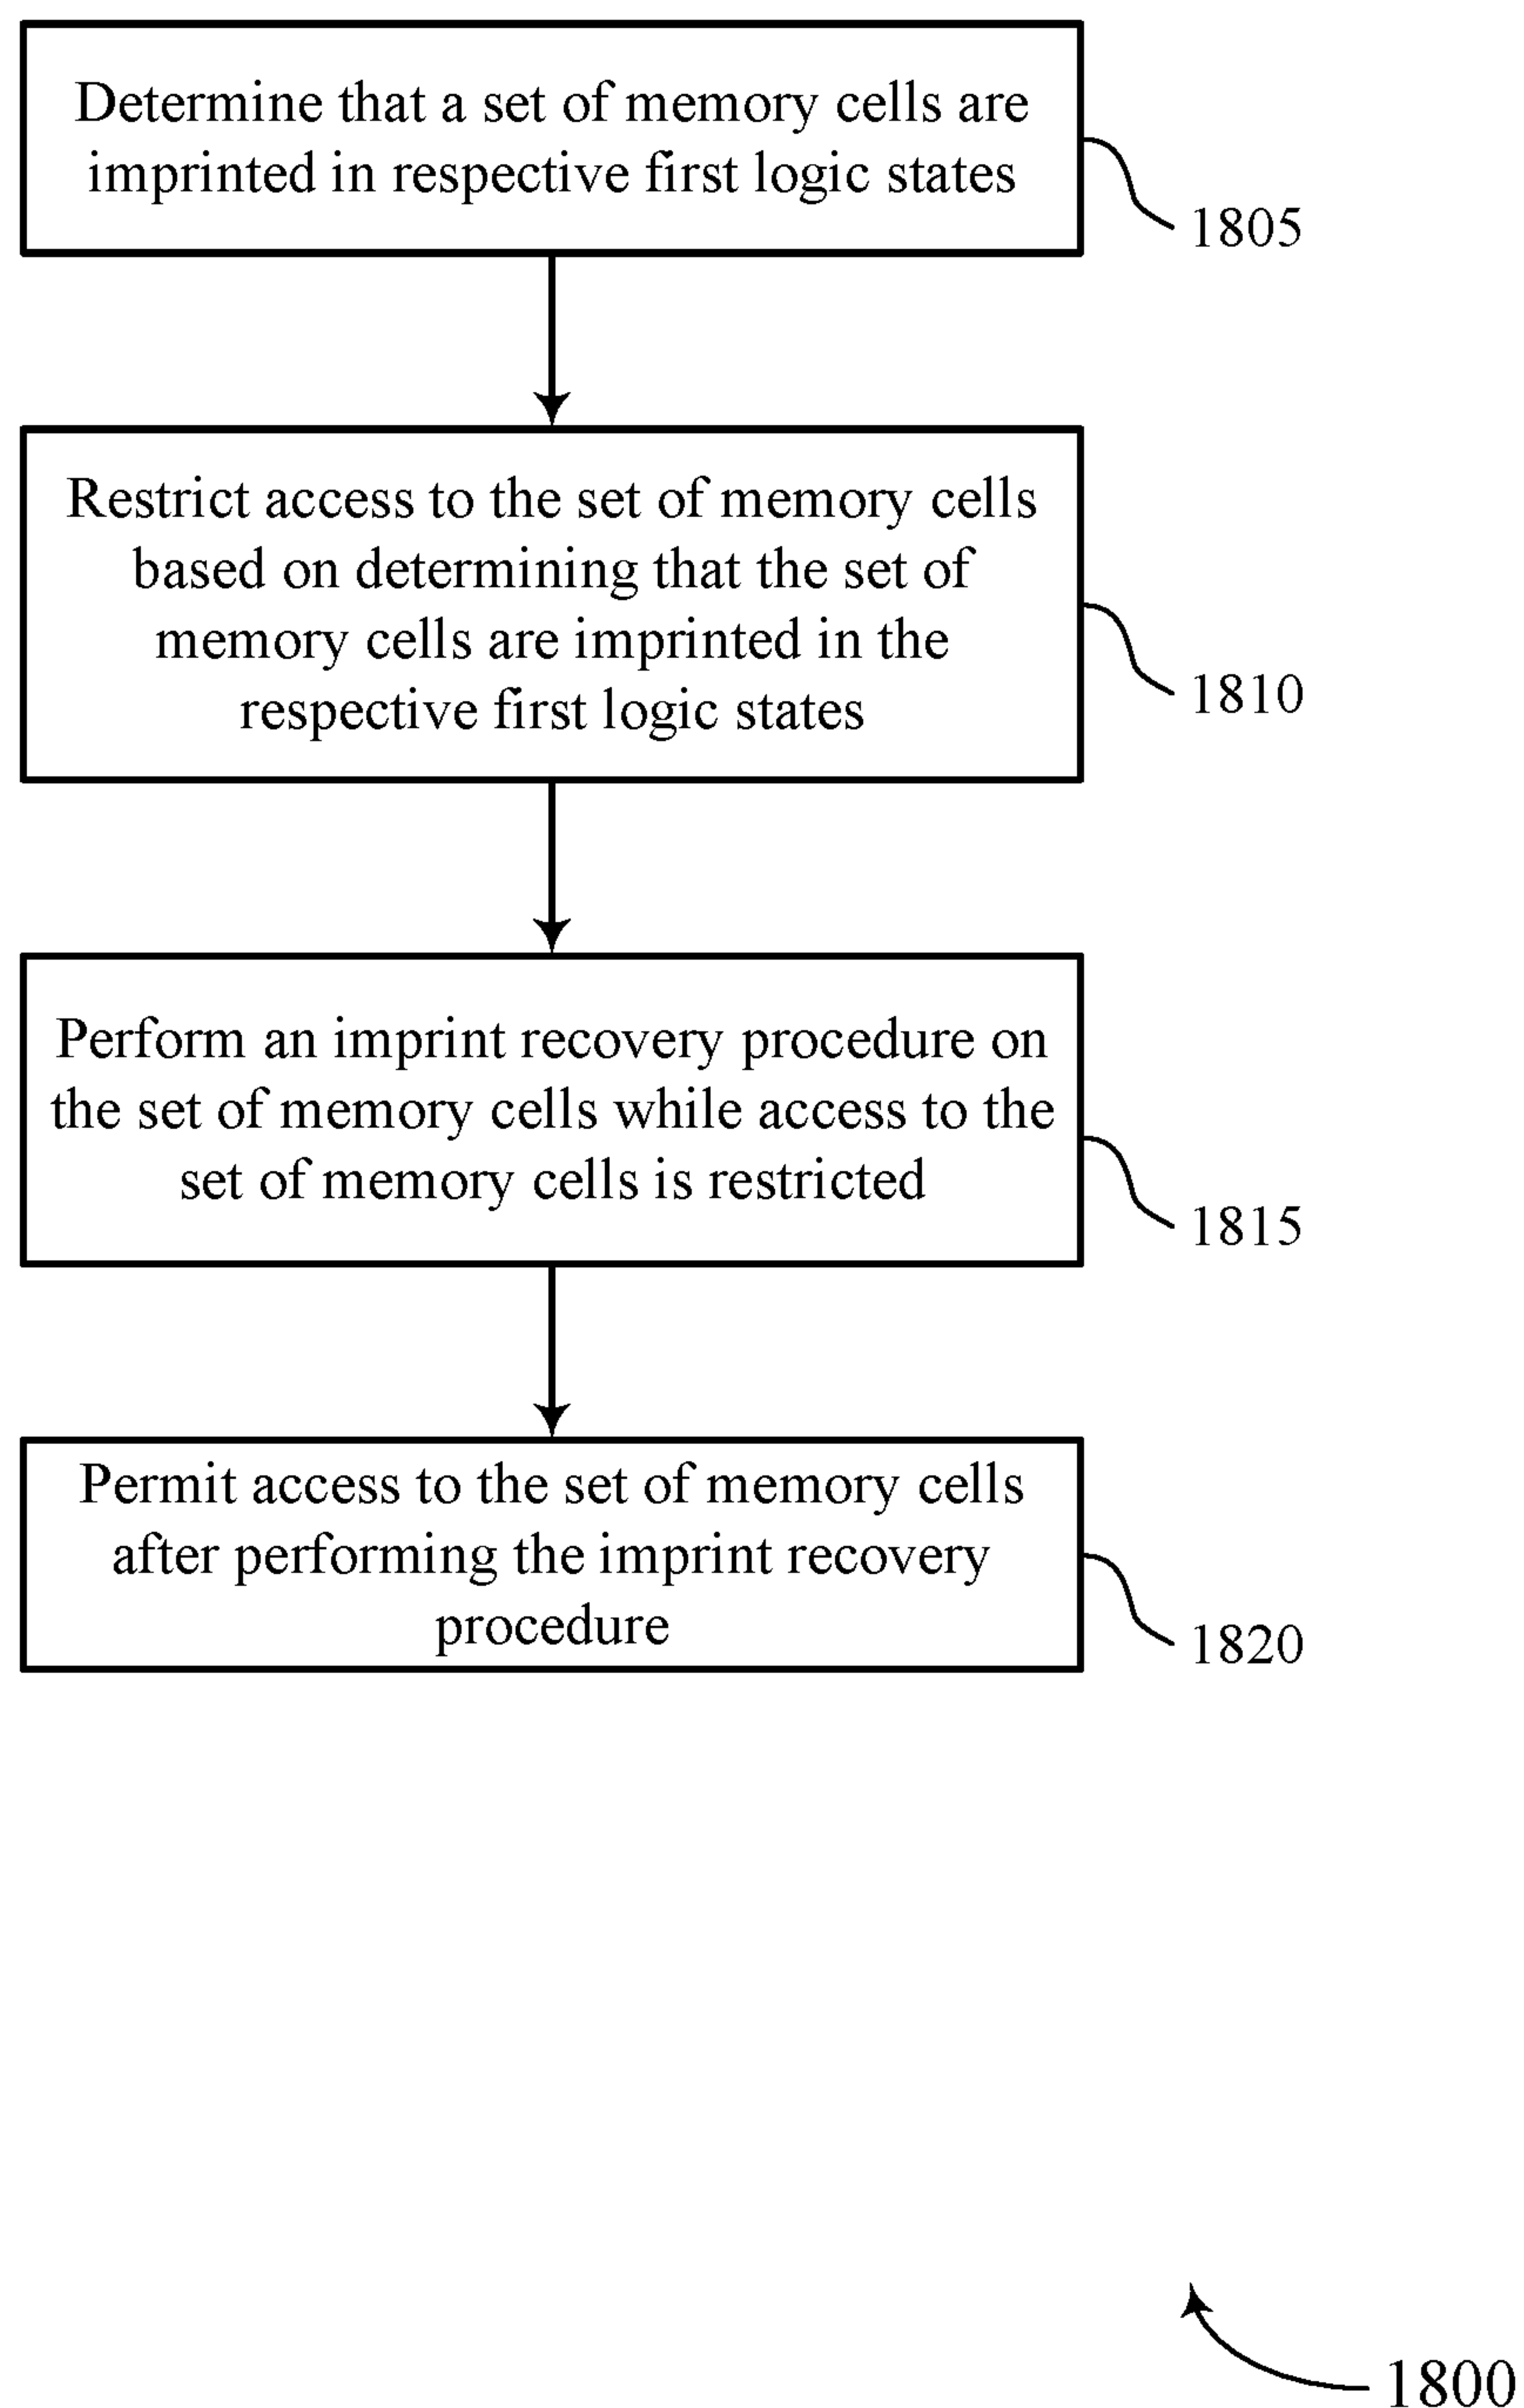 Determine that a set of memory cells are
imprinted in respective first logic states
1805
Restrict access to the set of memory cells
based on determining that the set of
memory cells are imprinted in the
respective first logic states
1810
Perform an imprint recovery procedure on
the set of memory cells while access to the
set of memory cells is restricted
1815
Permit access to the set of memory cells
after performing the imprint recovery
procedure
1820
1800